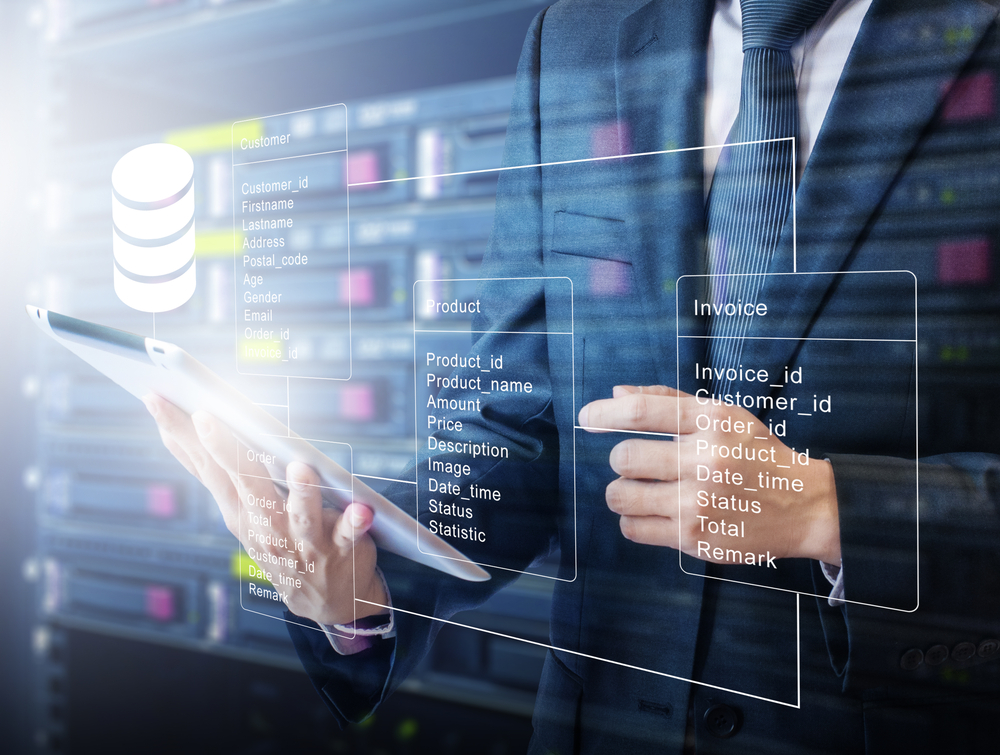 Customer
Customer_id
Firstname
Lastname
Address
Postal_code
Age
Gender
Email
Order_id
Invoice_id
Order
Order_id
Total
Product_id
Customer_id
Date_time
Remark
Product
Product_id
Product_name
Amount
Price
Description
Image
Date_time
Status
Statistic
Invoice
Invoice_id
Customer_id
Order_id
Product_id
Date_time
Status
Total
Remark